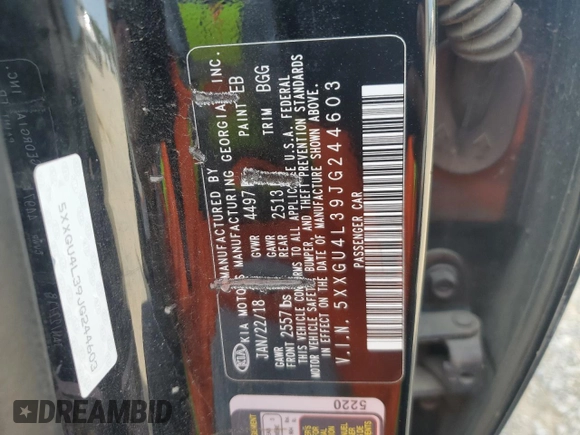 KIA
MANUFACTURED BY
KIA MOTORS MANUFACTURING GEORGIA, INC.
JAN/22/18 GVWR 4497 PAINT EB
GAWR FRONT 2557 lbs GAWR REAR 2513 TRIM BGG
THIS VEHICLE CONFORMS TO ALL APPLICABLE U.S.A. FEDERAL
MOTOR VEHICLE SAFETY BUMPER AND THEFT PREVENTION STANDARDS
IN EFFECT ON THE DATE OF MANUFACTURE SHOWN ABOVE.
V.I.N. 5XXGU4L39JG244603
PASSENGER CAR
5XXGU4L39JG244603
5220
DREAMBID